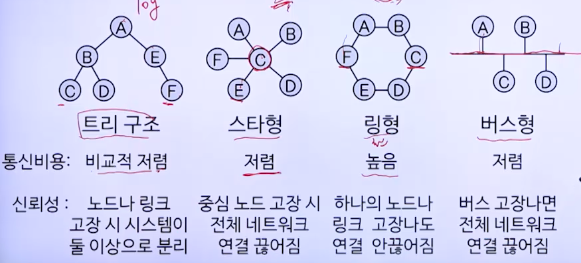 log
A
B
E
C
D
F
A
B
F
C
E
D
A
B
F
C
E
D
A
B
C
D
트리 구조
스타형
링형
버스형
통신비용: 비교적 저렴
저렴
높음
저렴
신뢰성 : 노드나 링크
고장 시 시스템이
둘 이상으로 분리
중심 노드 고장 시
전체 네트워크
연결 끊어짐
하나의 노드나
링크 고장나도
연결 안끊어짐
버스 고장나면
전체 네트워크
연결 끊어짐